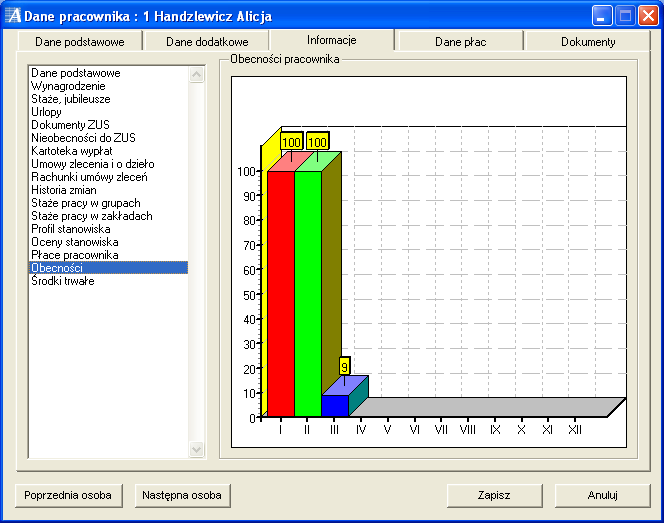 Dane pracownika : 1 Handzlewicz Alicja
Dane podstawowe
Dane dodatkowe
Informacje
Dane płac
Dokumenty
Dane podstawowe
Wynagrodzenie
Staże, jubileusze
Urlopy
Dokumenty ZUS
Nieobecności do ZUS
Kartoteka wypłat
Umowy zlecenia i o dzieło
Rachunki umówy zleceń
Historia zmian
Staże pracy w grupach
Staże pracy w zakładach
Profil stanowiska
Oceny stanowiska
Płace pracownika
Obecności
Środki trwałe
Obecności pracownika
100 100
9
100
90
80
70
60
50
40
30
20
10
0
I II III IV V VI VII VIII IX X XI XII
Poprzednia osoba
Następna osoba
Zapisz
Anuluj